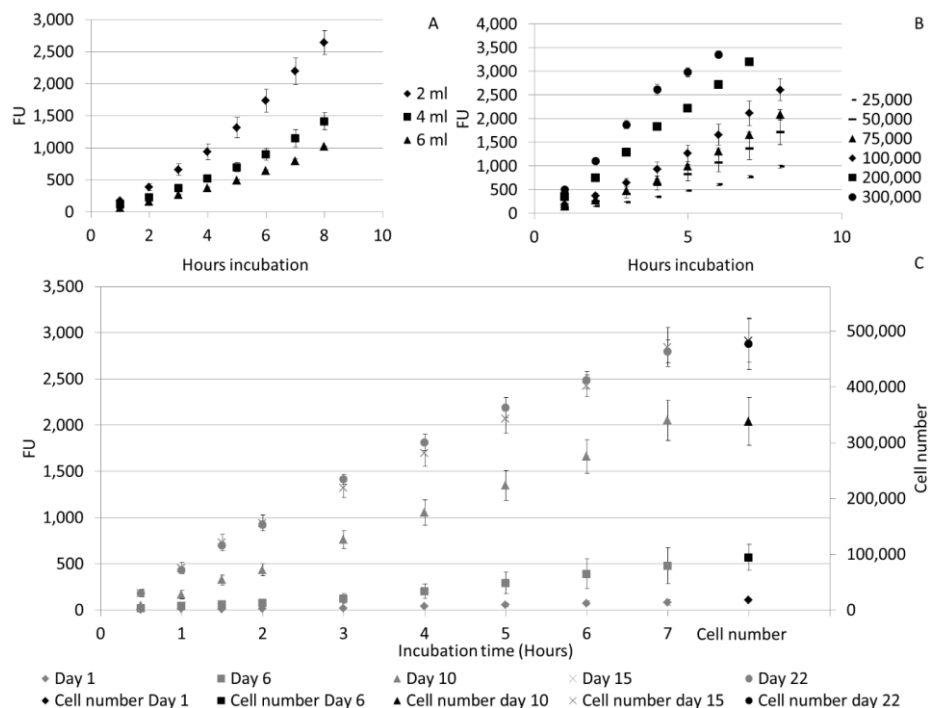 A
FU
3,000
2,500
2,000
1,500
1,000
500
0
0 2 4 6 8 10
Hours incubation
2 ml
4 ml
6 ml
B
FU
4,000
3,500
3,000
2,500
2,000
1,500
1,000
500
0
0 5 10
Hours incubation
25,000
50,000
75,000
100,000
200,000
300,000
C
FU
3,500
3,000
2,500
2,000
1,500
1,000
500
0
500,000
400,000
300,000
200,000
100,000
0
Cell number
0 1 2 3 4 5 6 7 Cell number
Incubation time (Hours)
Day 1 Day 6 Day 10 Day 15 Day 22
Cell number Day 1 Cell number Day 6 Cell number day 10 Cell number day 15 Cell number day 22